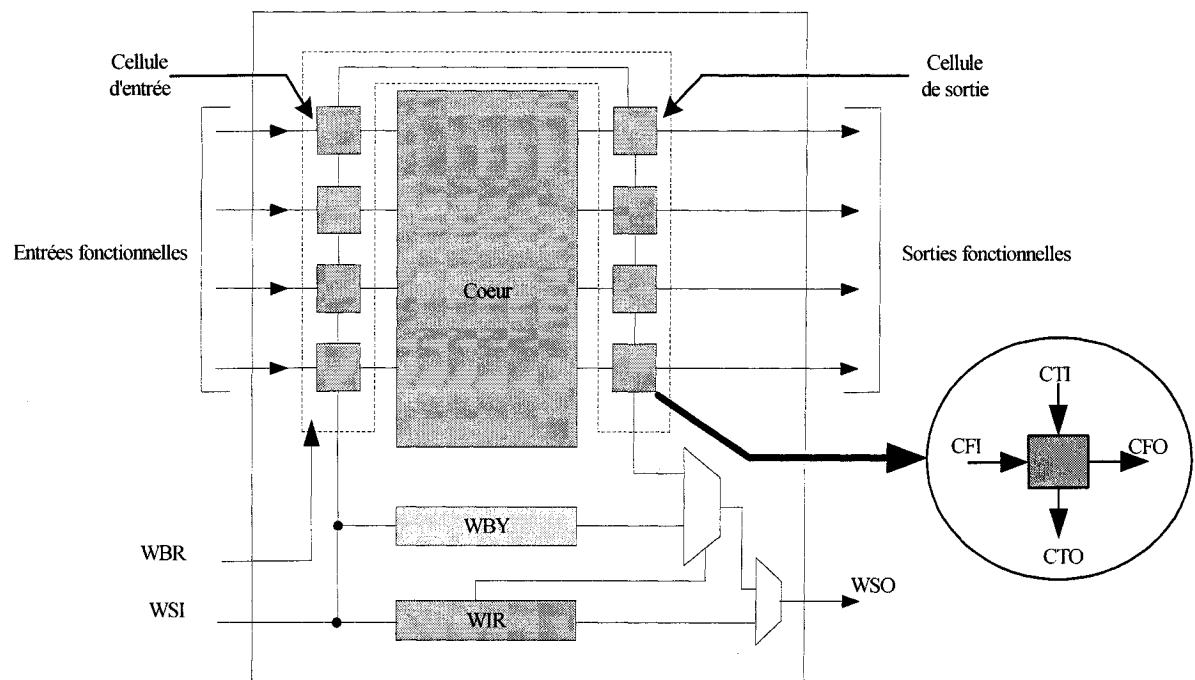 Cellule
d'entrée
Cellule
de sortie
Entrées fonctionnelles
Coeur
Sorties fonctionnelles
CTI
CFI
CFO
CTO
WBY
WBR
WSI
WIR
WSO